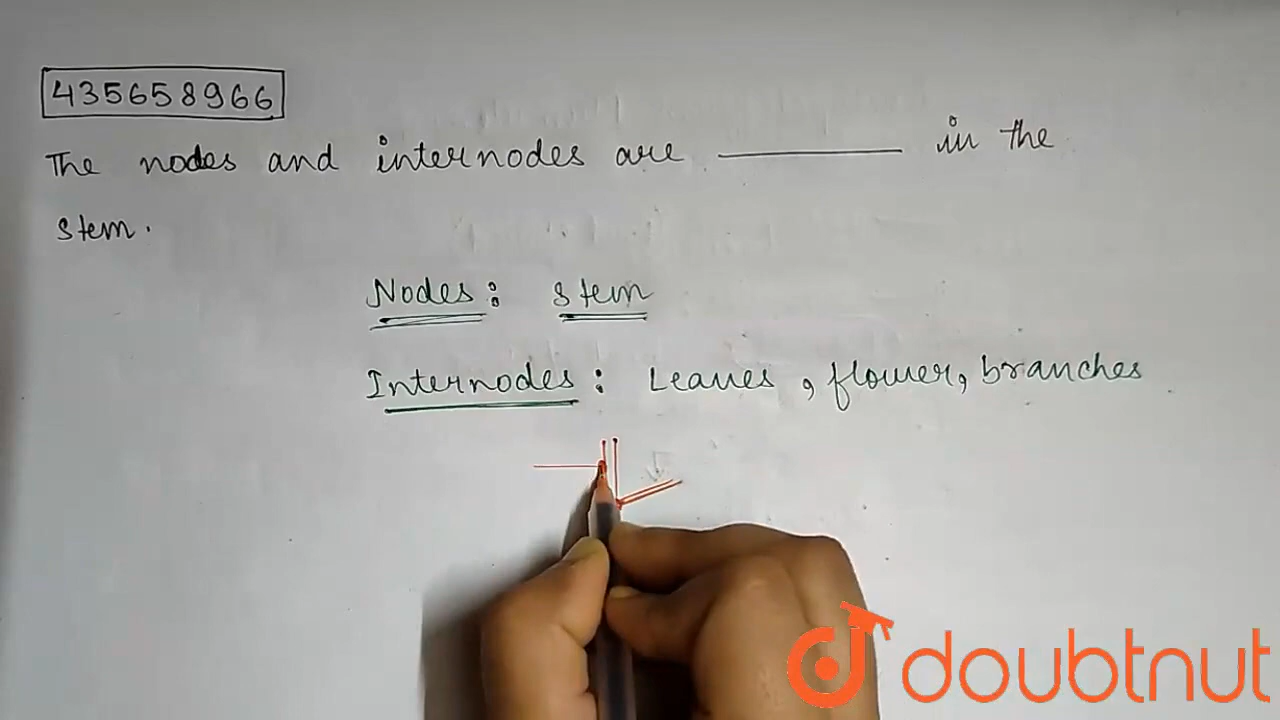 435658966
The nodes and internodes are ________ in the
stem.
Nodes: stem
Internodes: Leaves, flower, branches
doubtnut